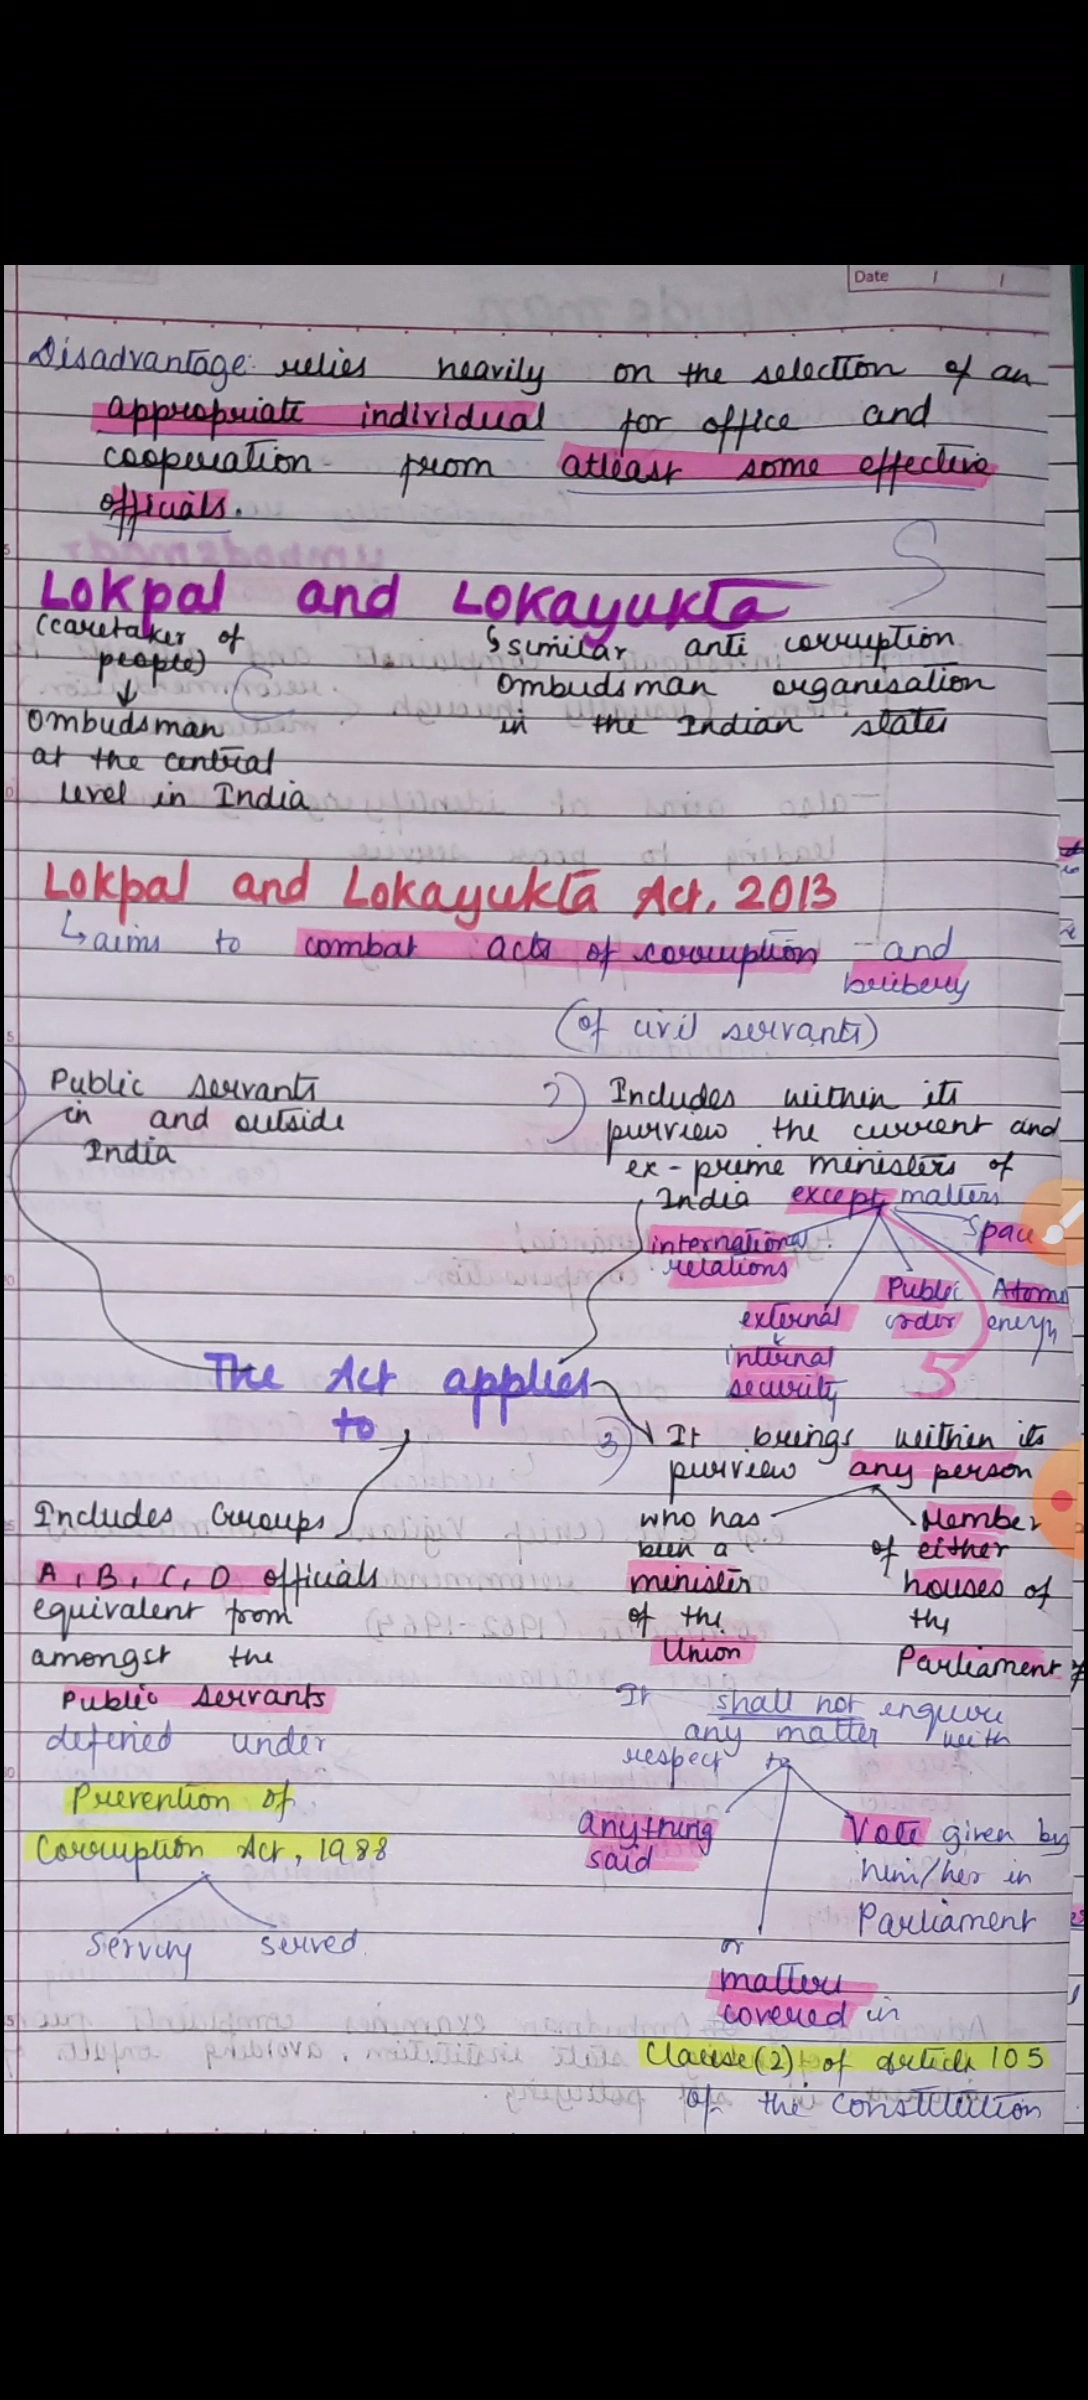 Date / /
Disadvantage: relies heavily on the selection of an
appropriate individual for office and
cooperation from atleast some effective
officials.
Lokpal and Lokayukta
(caretaker of
people)
↓
Ombudsman
at the central
level in India
↳ similar anti corruption
ombudsman organisation
in the Indian states
Lokpal and Lokayukta Act, 2013
↳ aims to combat acts of corruption and
bribery
(of civil servants)
Public servants
in and outside
India
2) Includes within its
purview the current and
ex-prime ministers of
India except matters
international
relations
external
internal
security
Public
order
Atomic
energy
Space
5
The Act applies
to
Includes Groups
A, B, C, D officials
equivalent from
amongst the
Public servants
defined under
Prevention of
Corruption Act, 1988
Serving served
3) It brings within its
purview any person
who has
been a
minister
of the
Union
Member
of either
houses of
the
Parliament
It shall not enquire
any matter with
respect to
anything
said
Vote given by
him/her in
Parliament
or
matters
covered in
Clause (2) of article 105
of the constitution